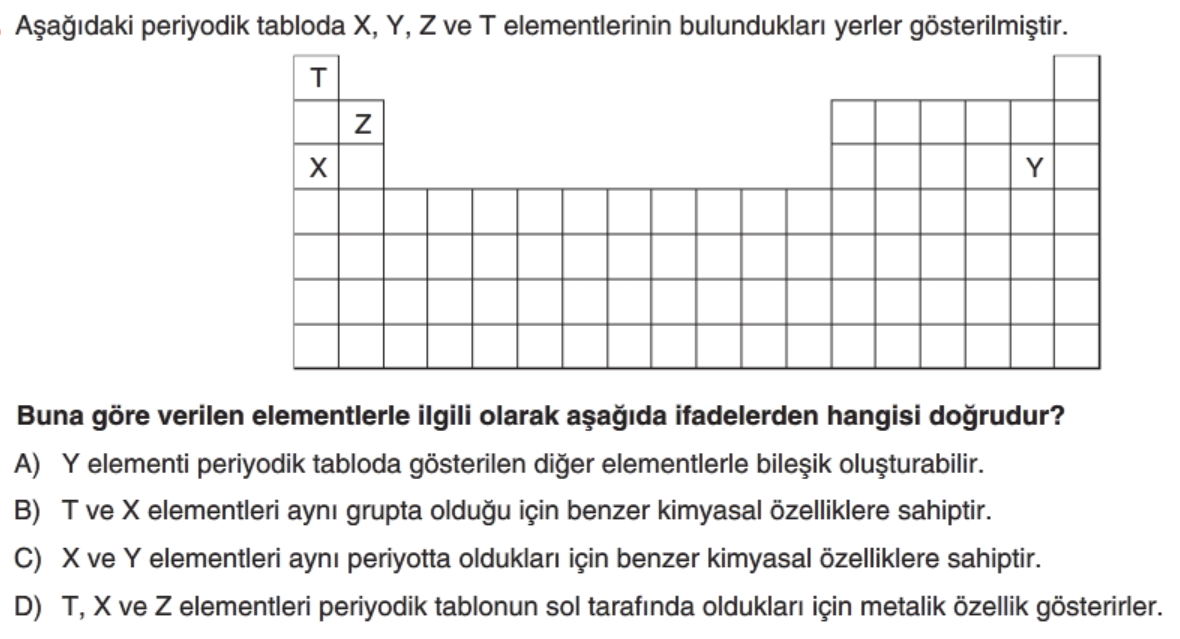 Aşağıdaki periyodik tabloda X, Y, Z ve T elementlerinin bulundukları yerler gösterilmiştir.
T
Z
X Y
Buna göre verilen elementlerle ilgili olarak aşağıda ifadelerden hangisi doğrudur?
A) Y elementi periyodik tabloda gösterilen diğer elementlerle bileşik oluşturabilir.
B) T ve X elementleri aynı grupta olduğu için benzer kimyasal özelliklere sahiptir.
C) X ve Y elementleri aynı periyotta oldukları için benzer kimyasal özelliklere sahiptir.
D) T, X ve Z elementleri periyodik tablonun sol tarafında oldukları için metalik özellik gösterirler.